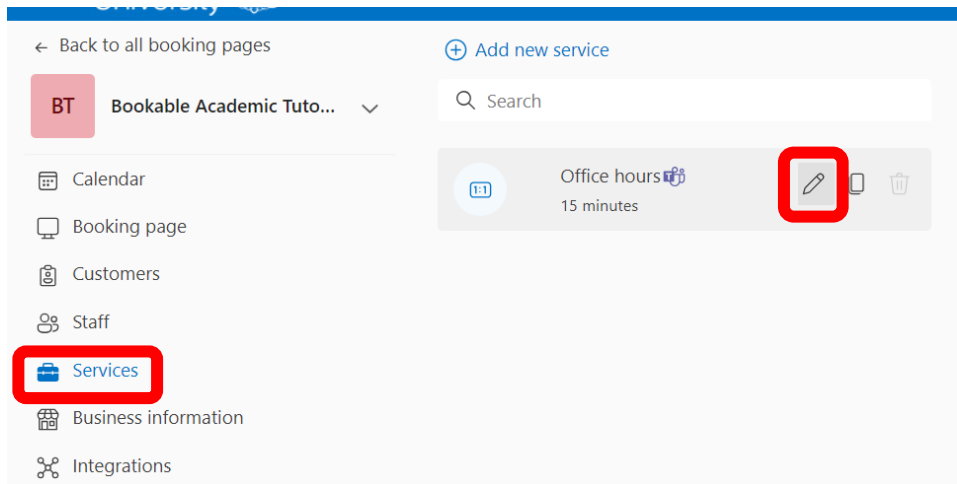 University
← Back to all booking pages
BT
Bookable Academic Tuto...
Calendar
Booking page
Customers
Staff
Services
Business information
Integrations
Add new service
Search
1:1
Office hours
15 minutes